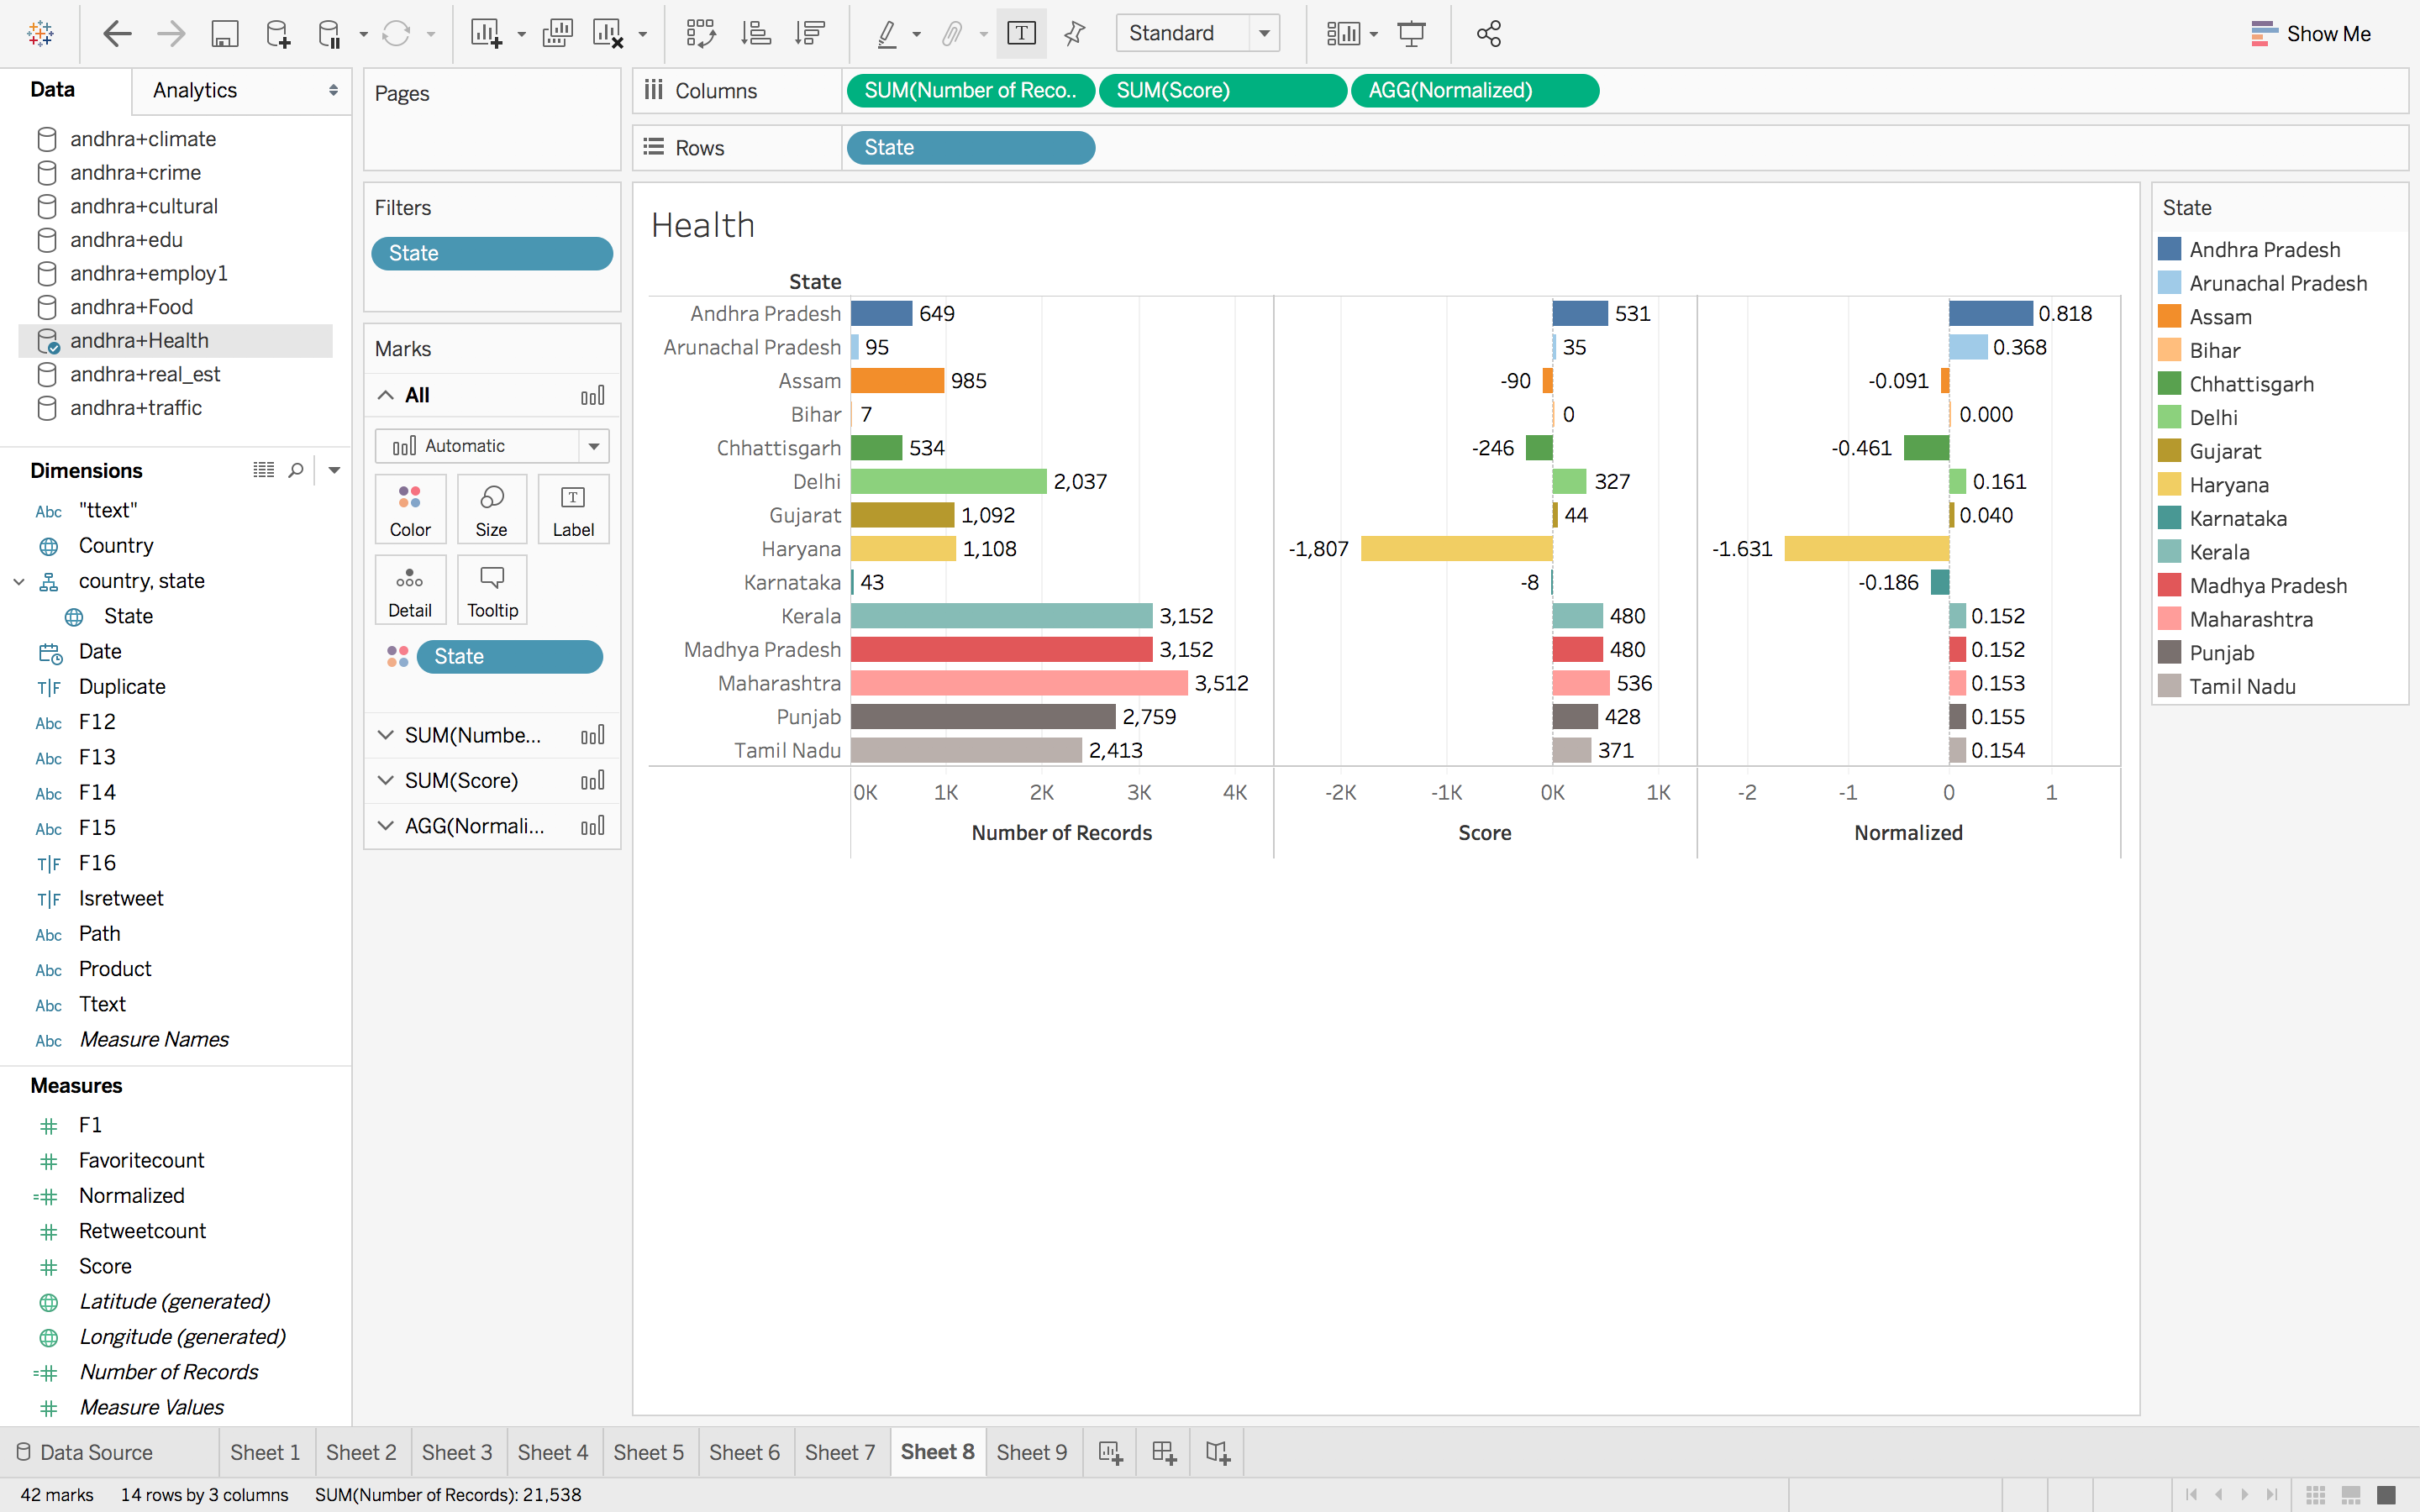 Standard
Show Me
Data
Analytics
andhra+climate
andhra+crime
andhra+cultural
andhra+edu
andhra+employ1
andhra+Food
andhra+Health
andhra+real_est
andhra+traffic
Dimensions
Abc "ttext"
Country
country, state
State
Date
T|F Duplicate
Abc F12
Abc F13
Abc F14
Abc F15
T|F F16
T|F Isretweet
Abc Path
Abc Product
Abc Ttext
Abc Measure Names
Measures
# F1
# Favoritecount
=# Normalized
# Retweetcount
# Score
Latitude (generated)
Longitude (generated)
=# Number of Records
# Measure Values
Pages
Filters
State
Marks
All
Automatic
Color Size T Label
Detail Tooltip
State
SUM(Numbe...
SUM(Score)
AGG(Normali...
Columns SUM(Number of Reco.. SUM(Score) AGG(Normalized)
Rows State
Health
State
Andhra Pradesh 649 531 0.818
Arunachal Pradesh 95 35 0.368
Assam 985 -90 -0.091
Bihar 7 0 0.000
Chhattisgarh 534 -246 -0.461
Delhi 2,037 327 0.161
Gujarat 1,092 44 0.040
Haryana 1,108 -1,807 -1.631
Karnataka 43 -8 -0.186
Kerala 3,152 480 0.152
Madhya Pradesh 3,152 480 0.152
Maharashtra 3,512 536 0.153
Punjab 2,759 428 0.155
Tamil Nadu 2,413 371 0.154
0K 1K 2K 3K 4K -2K -1K 0K 1K -2 -1 0 1
Number of Records Score Normalized
State
Andhra Pradesh
Arunachal Pradesh
Assam
Bihar
Chhattisgarh
Delhi
Gujarat
Haryana
Karnataka
Kerala
Madhya Pradesh
Maharashtra
Punjab
Tamil Nadu
Data Source Sheet 1 Sheet 2 Sheet 3 Sheet 4 Sheet 5 Sheet 6 Sheet 7 Sheet 8 Sheet 9
42 marks 14 rows by 3 columns SUM(Number of Records): 21,538